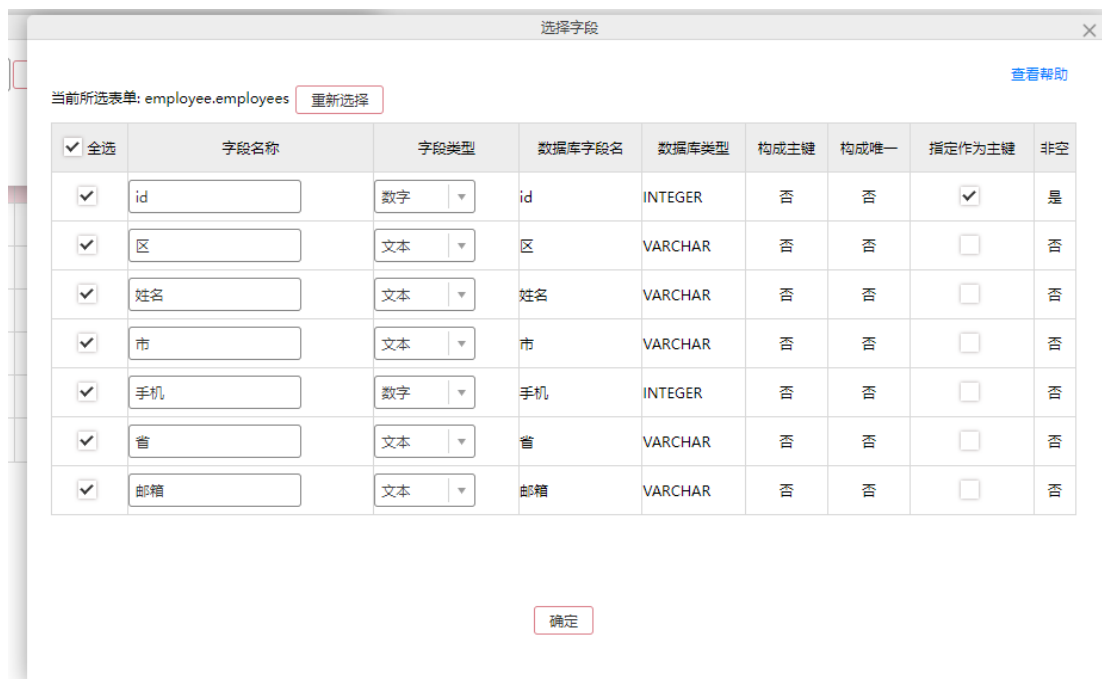 选择字段
查看帮助
当前所选表单: employee.employees 重新选择
全选 字段名称 字段类型 数据库字段名 数据库类型 构成主键 构成唯一 指定作为主键 非空
id 数字 id INTEGER 否 否 是
区 文本 区 VARCHAR 否 否 否
姓名 文本 姓名 VARCHAR 否 否 否
市 文本 市 VARCHAR 否 否 否
手机 数字 手机 INTEGER 否 否 否
省 文本 省 VARCHAR 否 否 否
邮箱 文本 邮箱 VARCHAR 否 否 否
确定